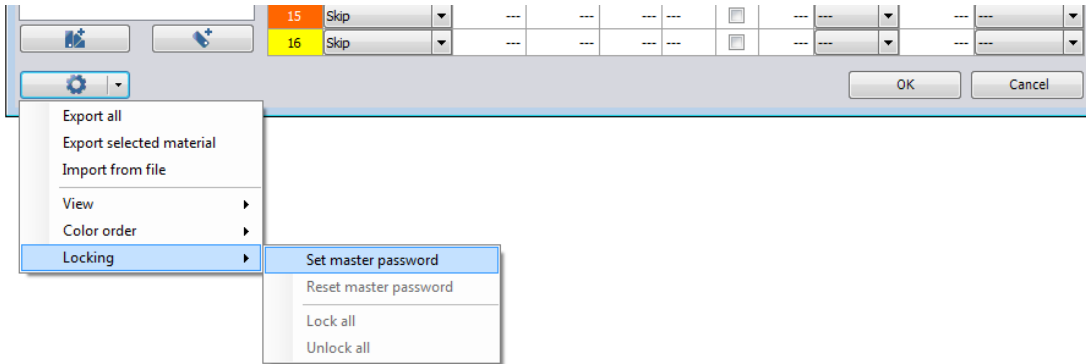 15 Skip --- --- --- --- --- --- --- ---
16 Skip --- --- --- --- --- --- --- ---
OK Cancel
Export all
Export selected material
Import from file
View
Color order
Locking
Set master password
Reset master password
Lock all
Unlock all